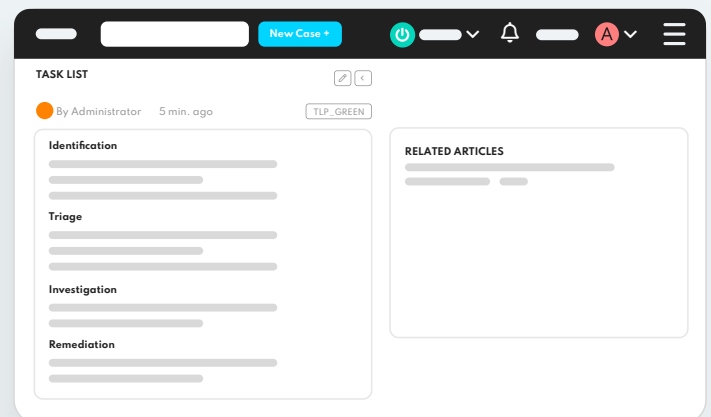 New Case +
A
TASK LIST
By Administrator 5 min. ago TLP_GREEN
Identification
Triage
Investigation
Remediation
RELATED ARTICLES